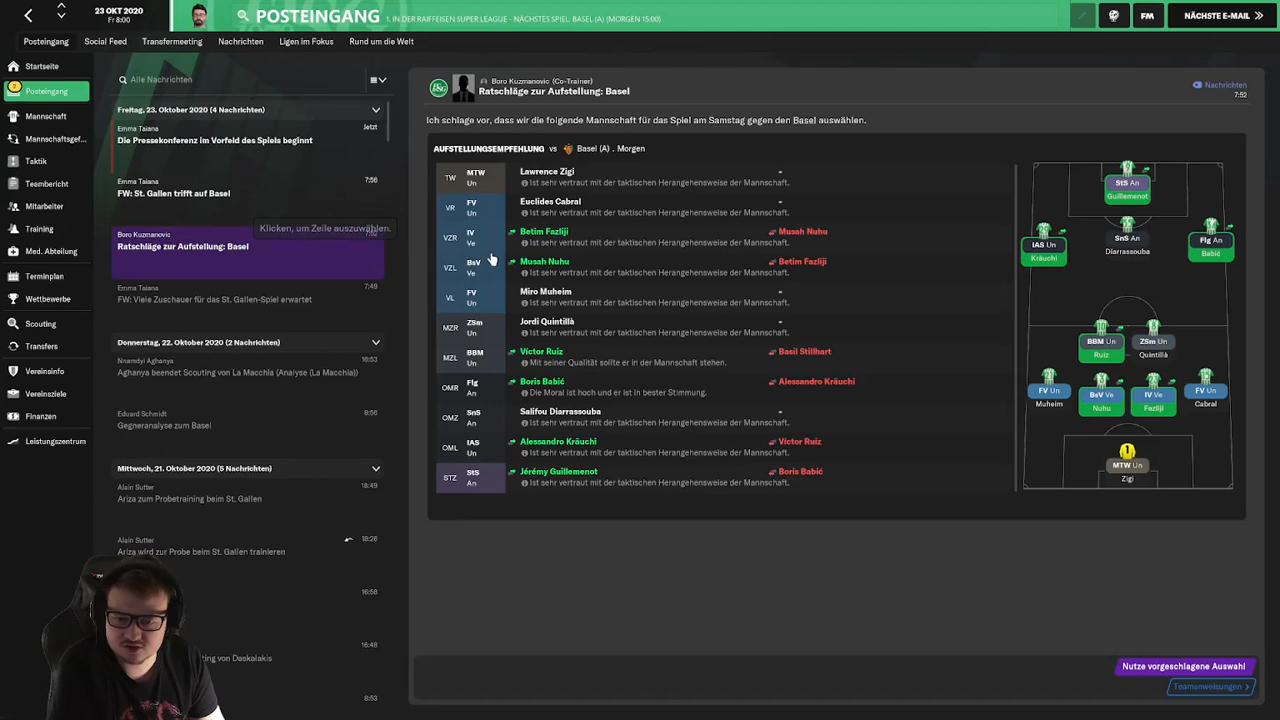 23 OKT 2020
Fr 8:00
POSTEINGANG
1. IN DER RAIFFEISEN SUPER LEAGUE - NÄCHSTES SPIEL: BASEL (A) (MORGEN 15:00)
FM
NÄCHSTE E-MAIL
Posteingang
Social Feed
Transfermeeting
Nachrichten
Ligen im Fokus
Rund um die Welt
Startseite
Posteingang
Mannschaft
Mannschaftsgef...
Taktik
Teambericht
Mitarbeiter
Training
Med. Abteilung
Terminplan
Wettbewerbe
Scouting
Transfers
Vereinsinfo
Vereinsziele
Finanzen
Leistungszentrum
Alle Nachrichten
Freitag, 23. Oktober 2020 (4 Nachrichten)
Emma Taiana
Jetzt
Die Pressekonferenz im Vorfeld des Spiels beginnt
Emma Taiana
7:56
FW: St. Gallen trifft auf Basel
Boro Kuzmanovic
Klicken, um Zeile auszuwählen.
Ratschläge zur Aufstellung: Basel
Emma Taiana
7:49
FW: Viele Zuschauer für das St. Gallen-Spiel erwartet
Donnerstag, 22. Oktober 2020 (2 Nachrichten)
Nnamdyi Aghanya
16:53
Aghanya beendet Scouting von La Macchia (Analyse (La Macchia))
Eduard Schmidt
8:06
Gegneranalyse zum Basel
Mittwoch, 21. Oktober 2020 (5 Nachrichten)
Alain Sutter
18:49
Ariza zum Probetraining beim St. Gallen
Alain Sutter
18:26
Ariza wird zur Probe beim St. Gallen trainieren
16:58
16:48
von Daskalakis
8:53
Boro Kuzmanovic (Co-Trainer)
Ratschläge zur Aufstellung: Basel
Nachrichten
7:52
Ich schlage vor, dass wir die folgende Mannschaft für das Spiel am Samstag gegen den Basel auswählen.
AUFSTELLUNGSEMPFEHLUNG vs Basel (A) . Morgen
TW MTW Un Lawrence Zigi -
Ist sehr vertraut mit der taktischen Herangehensweise der Mannschaft.
VR FV Un Euclides Cabral -
Ist sehr vertraut mit der taktischen Herangehensweise der Mannschaft.
VZR IV Ve Betim Fazliji Musah Nuhu
Ist sehr vertraut mit der taktischen Herangehensweise der Mannschaft.
VZL BsV Ve Musah Nuhu Betim Fazliji
Ist sehr vertraut mit der taktischen Herangehensweise der Mannschaft.
VL FV Un Miro Muheim -
Ist sehr vertraut mit der taktischen Herangehensweise der Mannschaft.
MZR ZSm Un Jordi Quintillà -
Ist sehr vertraut mit der taktischen Herangehensweise der Mannschaft.
MZL BBM Un Víctor Ruiz Basil Stillhart
Mit seiner Qualität sollte er in der Mannschaft stehen.
OMR Flg An Boris Babić Alessandro Kräuchi
Die Moral ist hoch und er ist in bester Stimmung.
OMZ SnS An Salifou Diarrassouba -
Ist sehr vertraut mit der taktischen Herangehensweise der Mannschaft.
OML IAS Un Alessandro Kräuchi Víctor Ruiz
Ist sehr vertraut mit der taktischen Herangehensweise der Mannschaft.
STZ StS An Jérémy Guillemenot Boris Babić
Ist sehr vertraut mit der taktischen Herangehensweise der Mannschaft.
StS An
Guillemenot
IAS Un
Kräuchi
SnS An
Diarrassouba
Flg An
Babić
BBM Un
Ruiz
ZSm Un
Quintillà
FV Un
Muheim
BsV Ve
Nuhu
IV Ve
Fazliji
FV Un
Cabral
MTW Un
Zigi
Nutze vorgeschlagene Auswahl
Teamanweisungen